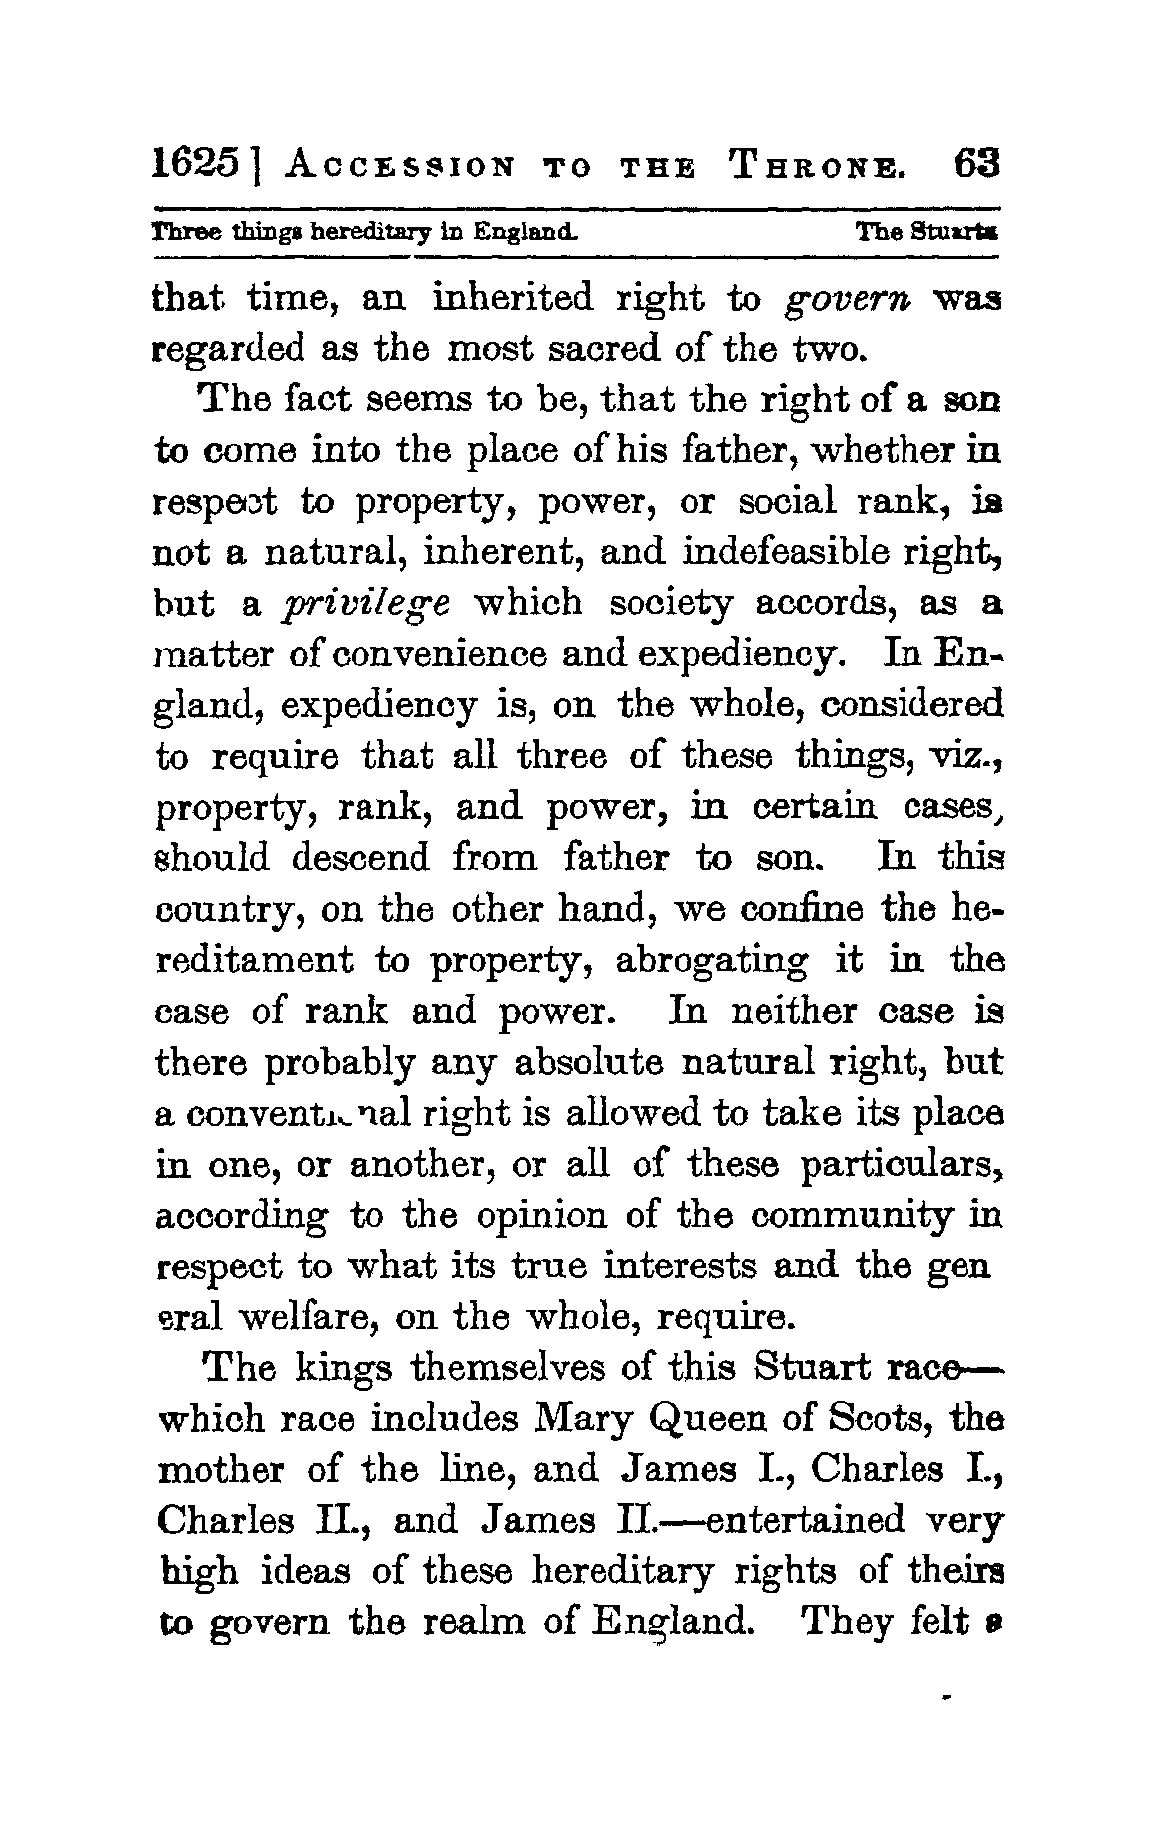 1625] ACCESSION TO THE THRONE. 63
Three things hereditary in England. The Stuarts
that time, an inherited right to govern was
regarded as the most sacred of the two.
The fact seems to be, that the right of a son
to come into the place of his father, whether in
respect to property, power, or social rank, is
not a natural, inherent, and indefeasible right,
but a privilege which society accords, as a
matter of convenience and expediency. In En-
gland, expediency is, on the whole, considered
to require that all three of these things, viz.,
property, rank, and power, in certain cases,
should descend from father to son. In this
country, on the other hand, we confine the he-
reditament to property, abrogating it in the
case of rank and power. In neither case is
there probably any absolute natural right, but
a conventional right is allowed to take its place
in one, or another, or all of these particulars,
according to the opinion of the community in
respect to what its true interests and the gen
eral welfare, on the whole, require.
The kings themselves of this Stuart race—
which race includes Mary Queen of Scots, the
mother of the line, and James I., Charles I.,
Charles II., and James II.—entertained very
high ideas of these hereditary rights of theirs
to govern the realm of England. They felt a